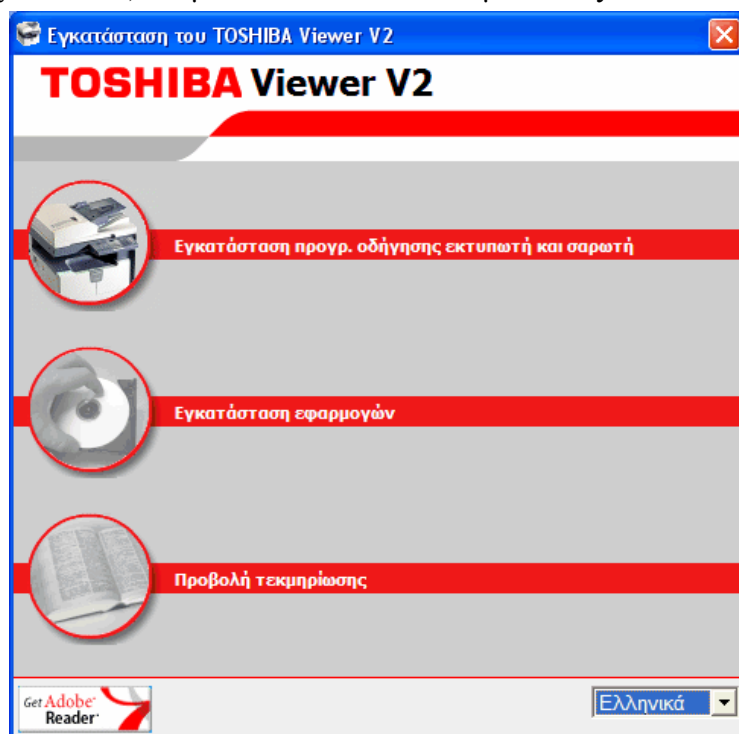 Εγκατάσταση του TOSHIBA Viewer V2
TOSHIBA Viewer V2
Εγκατάσταση προγρ. οδήγησης εκτυπωτή και σαρωτή
Εγκατάσταση εφαρμογών
Προβολή τεκμηρίωσης
Get Adobe
Reader
Ελληνικά